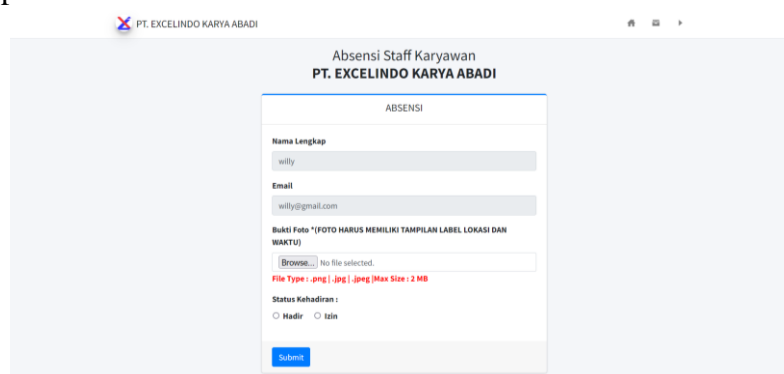 PT. EXCELINDO KARYA ABADI
Absensi Staff Karyawan
PT. EXCELINDO KARYA ABADI
ABSENSI
Nama Lengkap
willy
Email
willy@gmail.com
Bukti Foto *(FOTO HARUS MEMILIKI TAMPILAN LABEL LOKASI DAN
WAKTU)
Browse... No file selected.
File Type : .png | .jpg | .jpeg |Max Size : 2 MB
Status Kehadiran :
Hadir Izin
Submit